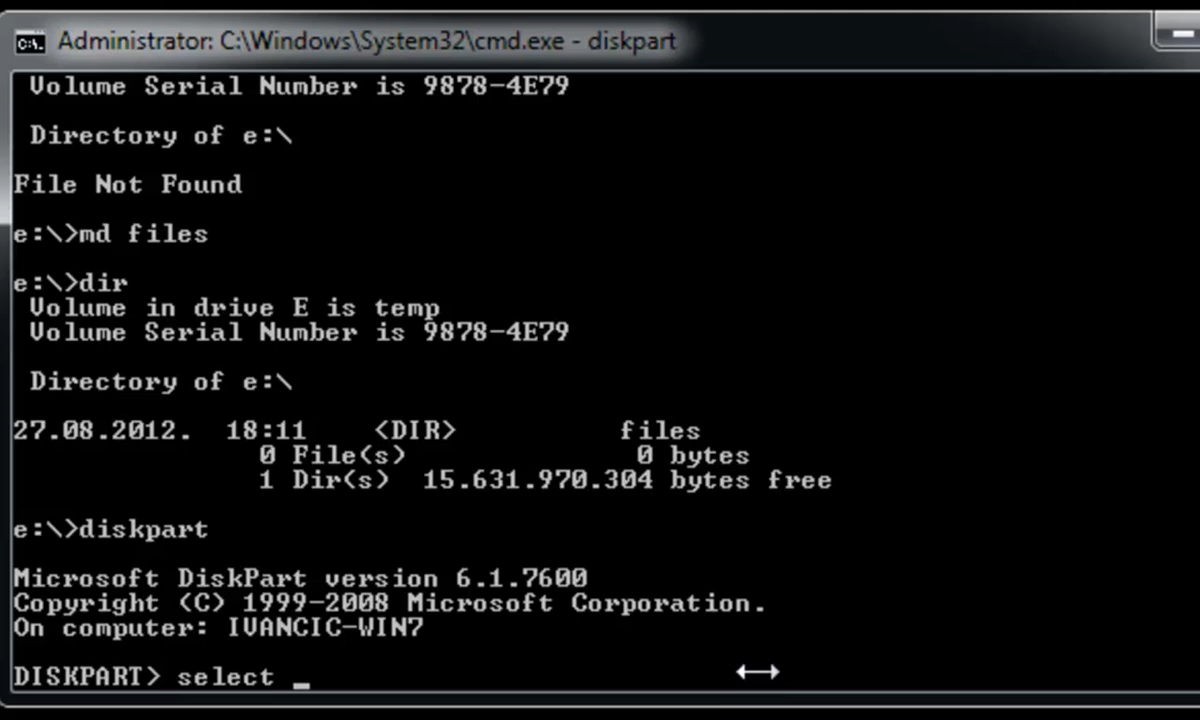 Administrator: C:\Windows\System32\cmd.exe - diskpart
Volume Serial Number is 9878-4E79
Directory of e:\
File Not Found
e:\>md files
e:\>dir
Volume in drive E is temp
Volume Serial Number is 9878-4E79
Directory of e:\
27.08.2012. 18:11 <DIR> files
0 File(s) 0 bytes
1 Dir(s) 15.631.970.304 bytes free
e:\>diskpart
Microsoft DiskPart version 6.1.7600
Copyright (C) 1999-2008 Microsoft Corporation.
On computer: IVANCIC-WIN7
DISKPART> select _